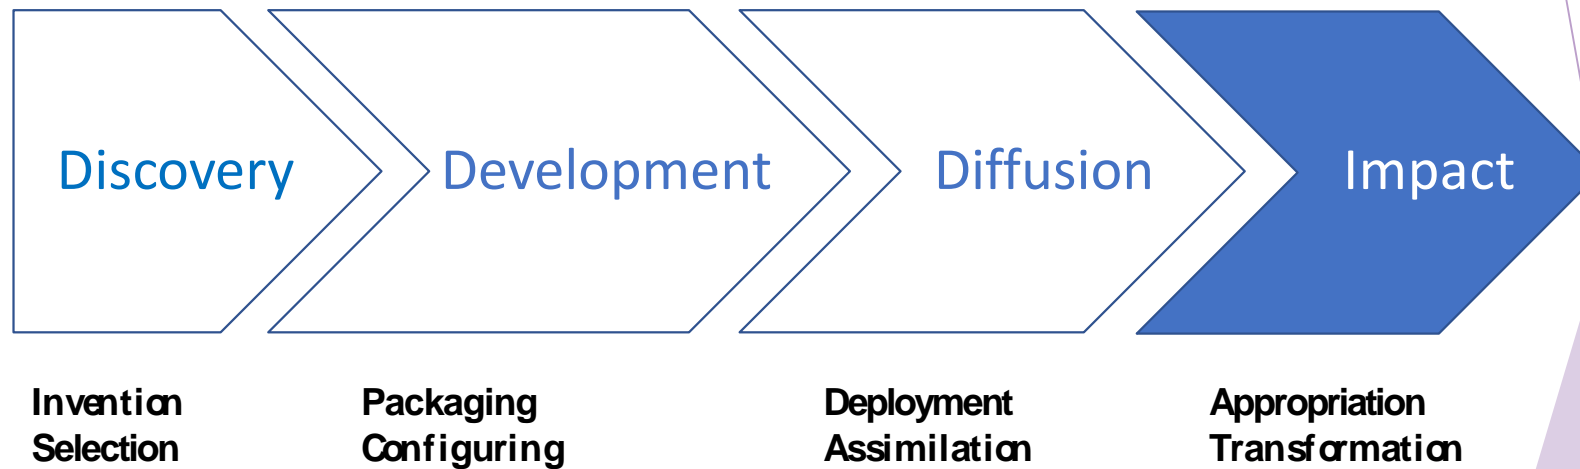 Discovery
Development
Diffusion
Impact
Invention
Selection
Packaging
Configuring
Deployment
Assimilation
Appropriation
Transformation